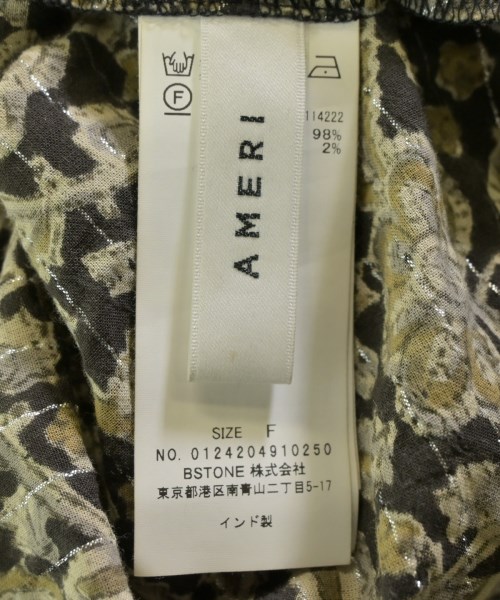 F
114222
98%
2%
AMERI
SIZE F
NO. 0124204910250
BSTONE 株式会社
東京都港区南青山二丁目5-17
インド製